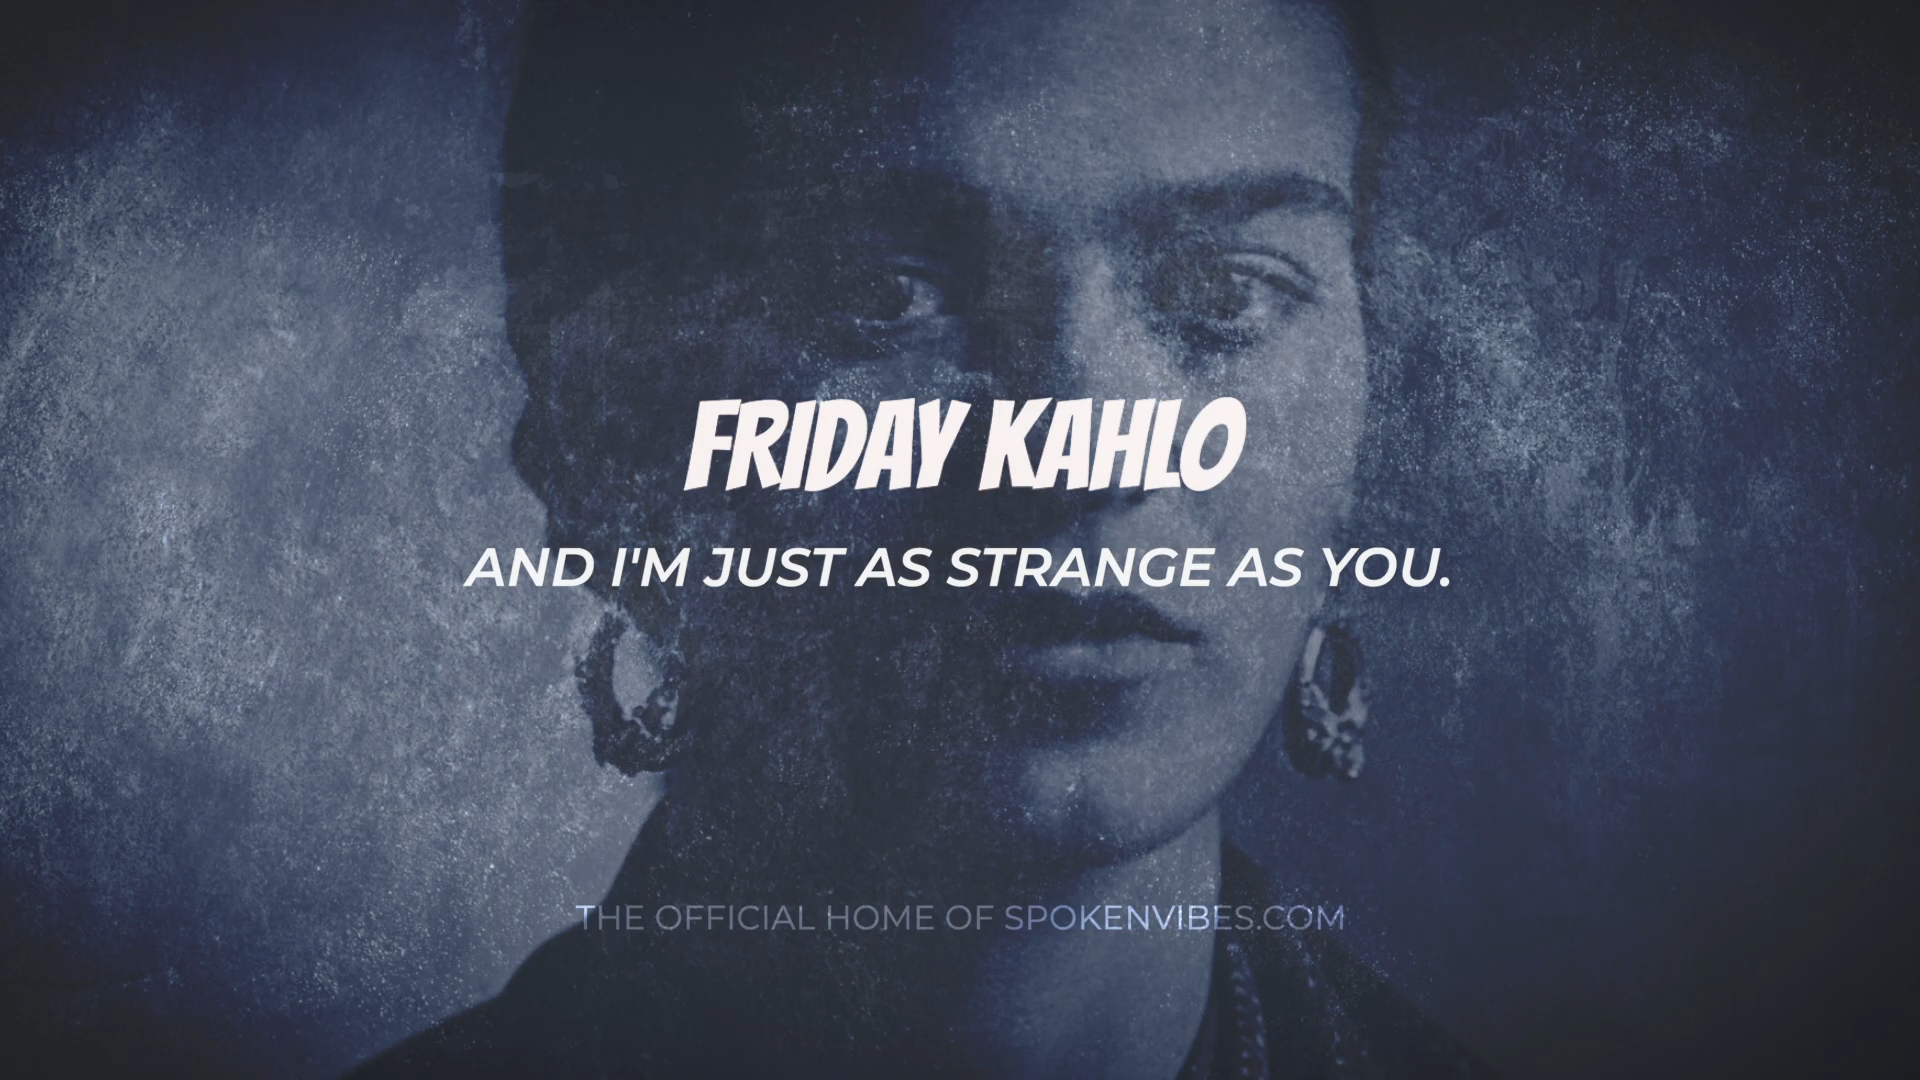 FRIDAY KAHLO
AND I'M JUST AS STRANGE AS YOU.
THE OFFICIAL HOME OF SPOKENVIBES.COM